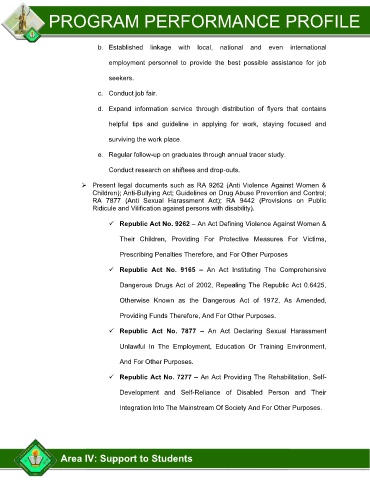 PROGRAM PERFORMANCE PROFILE
b. Established linkage with local, national and even international
employment personnel to provide the best possible assistance for job
seekers.
c. Conduct job fair.
d. Expand information service through distribution of flyers that contains
helpful tips and guideline in applying for work, staying focused and
surviving the work place.
e. Regular follow-up on graduates through annual tracer study.
Conduct research on shiftees and drop-outs.
➢ Present legal documents such as RA 9262 (Anti Violence Against Women &
Children); Anti-Bullying Act; Guidelines on Drug Abuse Prevention and Control;
RA 7877 (Anti Sexual Harassment Act); RA 9442 (Provisions on Public
Ridicule and Vilification against persons with disability).
✓ Republic Act No. 9262 – An Act Defining Violence Against Women &
Their Children, Providing For Protective Measures For Victims,
Prescribing Penalties Therefore, and For Other Purposes
✓ Republic Act No. 9165 – An Act Instituting The Comprehensive
Dangerous Drugs Act of 2002, Repealing The Republic Act 0.6425,
Otherwise Known as the Dangerous Act of 1972, As Amended,
Providing Funds Therefore, And For Other Purposes.
✓ Republic Act No. 7877 – An Act Declaring Sexual Harassment
Unlawful In The Employment, Education Or Training Environment,
And For Other Purposes.
✓ Republic Act No. 7277 – An Act Providing The Rehabilitation, Self-
Development and Self-Reliance of Disabled Person and Their
Integration Into The Mainstream Of Society And For Other Purposes.
Area IV: Support to Students